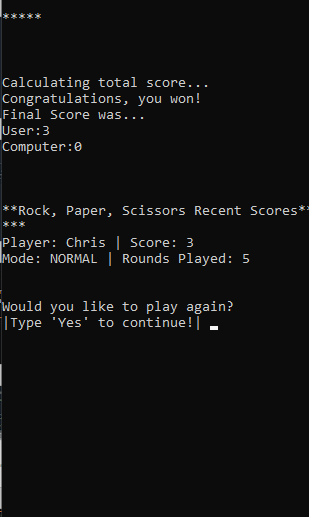 *****
Calculating total score...
Congratulations, you won!
Final Score was...
User:3
Computer:0
**Rock, Paper, Scissors Recent Scores**
***
Player: Chris | Score: 3
Mode: NORMAL | Rounds Played: 5
Would you like to play again?
|Type 'Yes' to continue!|